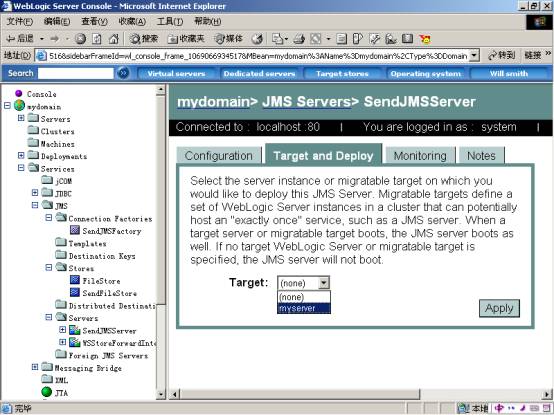 WebLogic Server Console - Microsoft Internet Explorer
文件(F) 编辑(E) 查看(V) 收藏(A) 工具(T) 帮助(H)
后退 搜索 收藏夹 媒体
地址(D) 516&sidebarFrameId=wl_console_frame_1069066934517&MBean=mydomain%3AName%3Dmydomain%2CType%3DDomain 转到 链接 »
Search Virtual servers Dedicated servers Target stores Operating system Will smith
Console
mydomain
Servers
Clusters
Machines
Deployments
Services
jCOM
JDBC
JMS
Connection Factories
SendJMSFactory
Templates
Destination Keys
Stores
FileStore
SendFileStore
Distributed Destinati
Servers
SendJMSServer
WSStoreForwardInte
Foreign JMS Servers
Messaging Bridge
XML
JTA
mydomain> JMS Servers> SendJMSServer
Connected to : localhost :80 | You are logged in as : system |
Configuration Target and Deploy Monitoring Notes
Select the server instance or migratable target on which you
would like to deploy this JMS Server. Migratable targets define a
set of WebLogic Server instances in a cluster that can potentially
host an "exactly once" service, such as a JMS server. When a
target server or migratable target boots, the JMS server boots as
well. If no target WebLogic Server or migratable target is
specified, the JMS server will not boot.
Target: (none)
(none)
myserver
Apply
完毕 本地